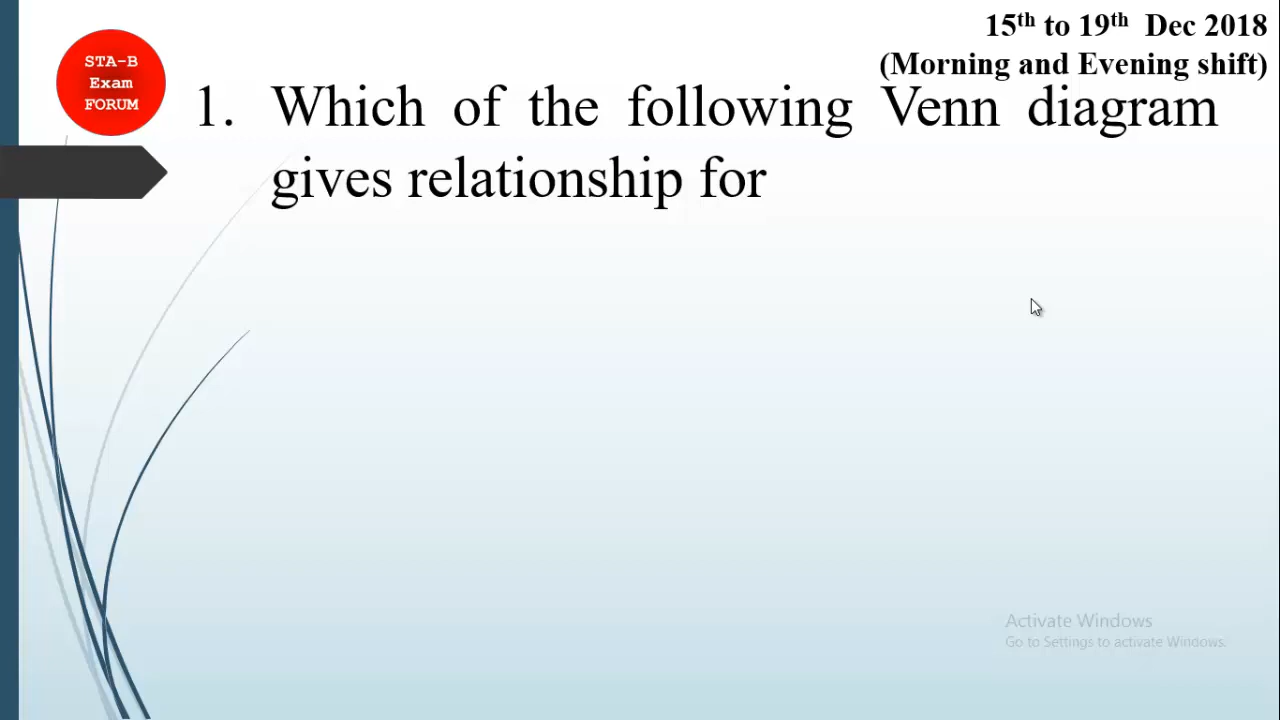 15th to 19th Dec 2018
(Morning and Evening shift)
STA-B
Exam
FORUM
1. Which of the following Venn diagram
gives relationship for
Activate Windows
Go to Settings to activate Windows.